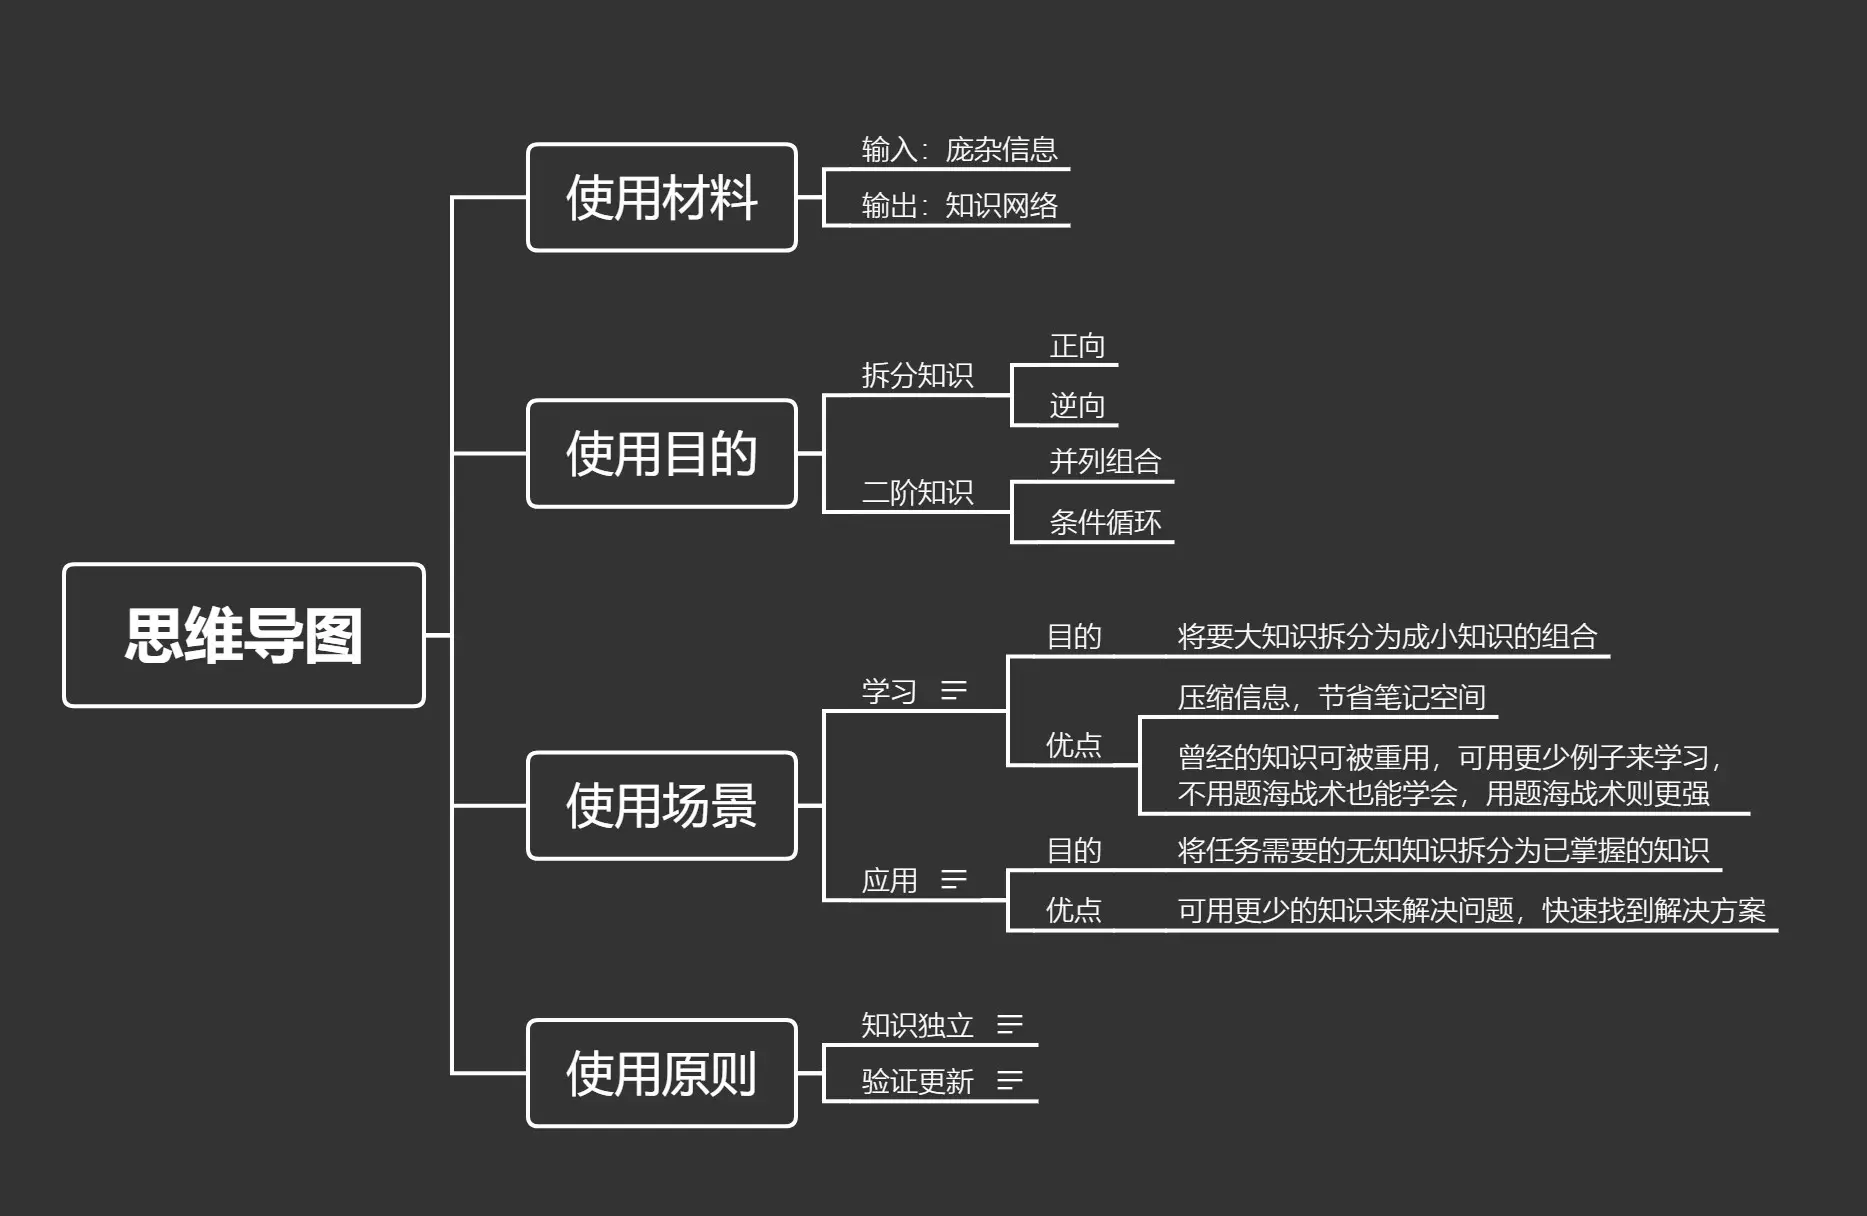 思维导图
使用材料
输入：庞杂信息
输出：知识网络
使用目的
拆分知识
正向
逆向
二阶知识
并列组合
条件循环
使用场景
学习
目的
将要大知识拆分为成小知识的组合
优点
压缩信息，节省笔记空间
曾经的知识可被重用，可用更少例子来学习，
不用题海战术也能学会，用题海战术则更强
应用
目的
将任务需要的无知知识拆分为已掌握的知识
优点
可用更少的知识来解决问题，快速找到解决方案
使用原则
知识独立
验证更新